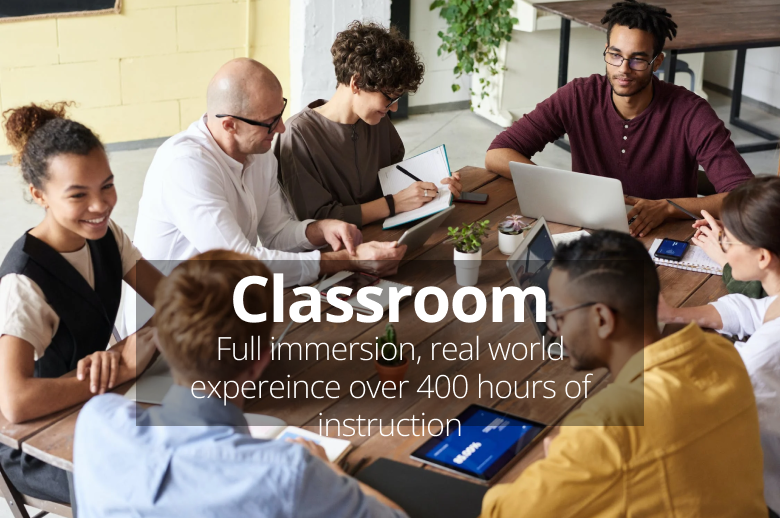 Classroom
Full immersion, real world
expereince over 400 hours of
instruction